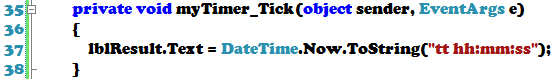 35 private void myTimer_Tick(object sender, EventArgs e)
36 {
37 lblResult.Text = DateTime.Now.ToString("tt hh:mm:ss");
38 }